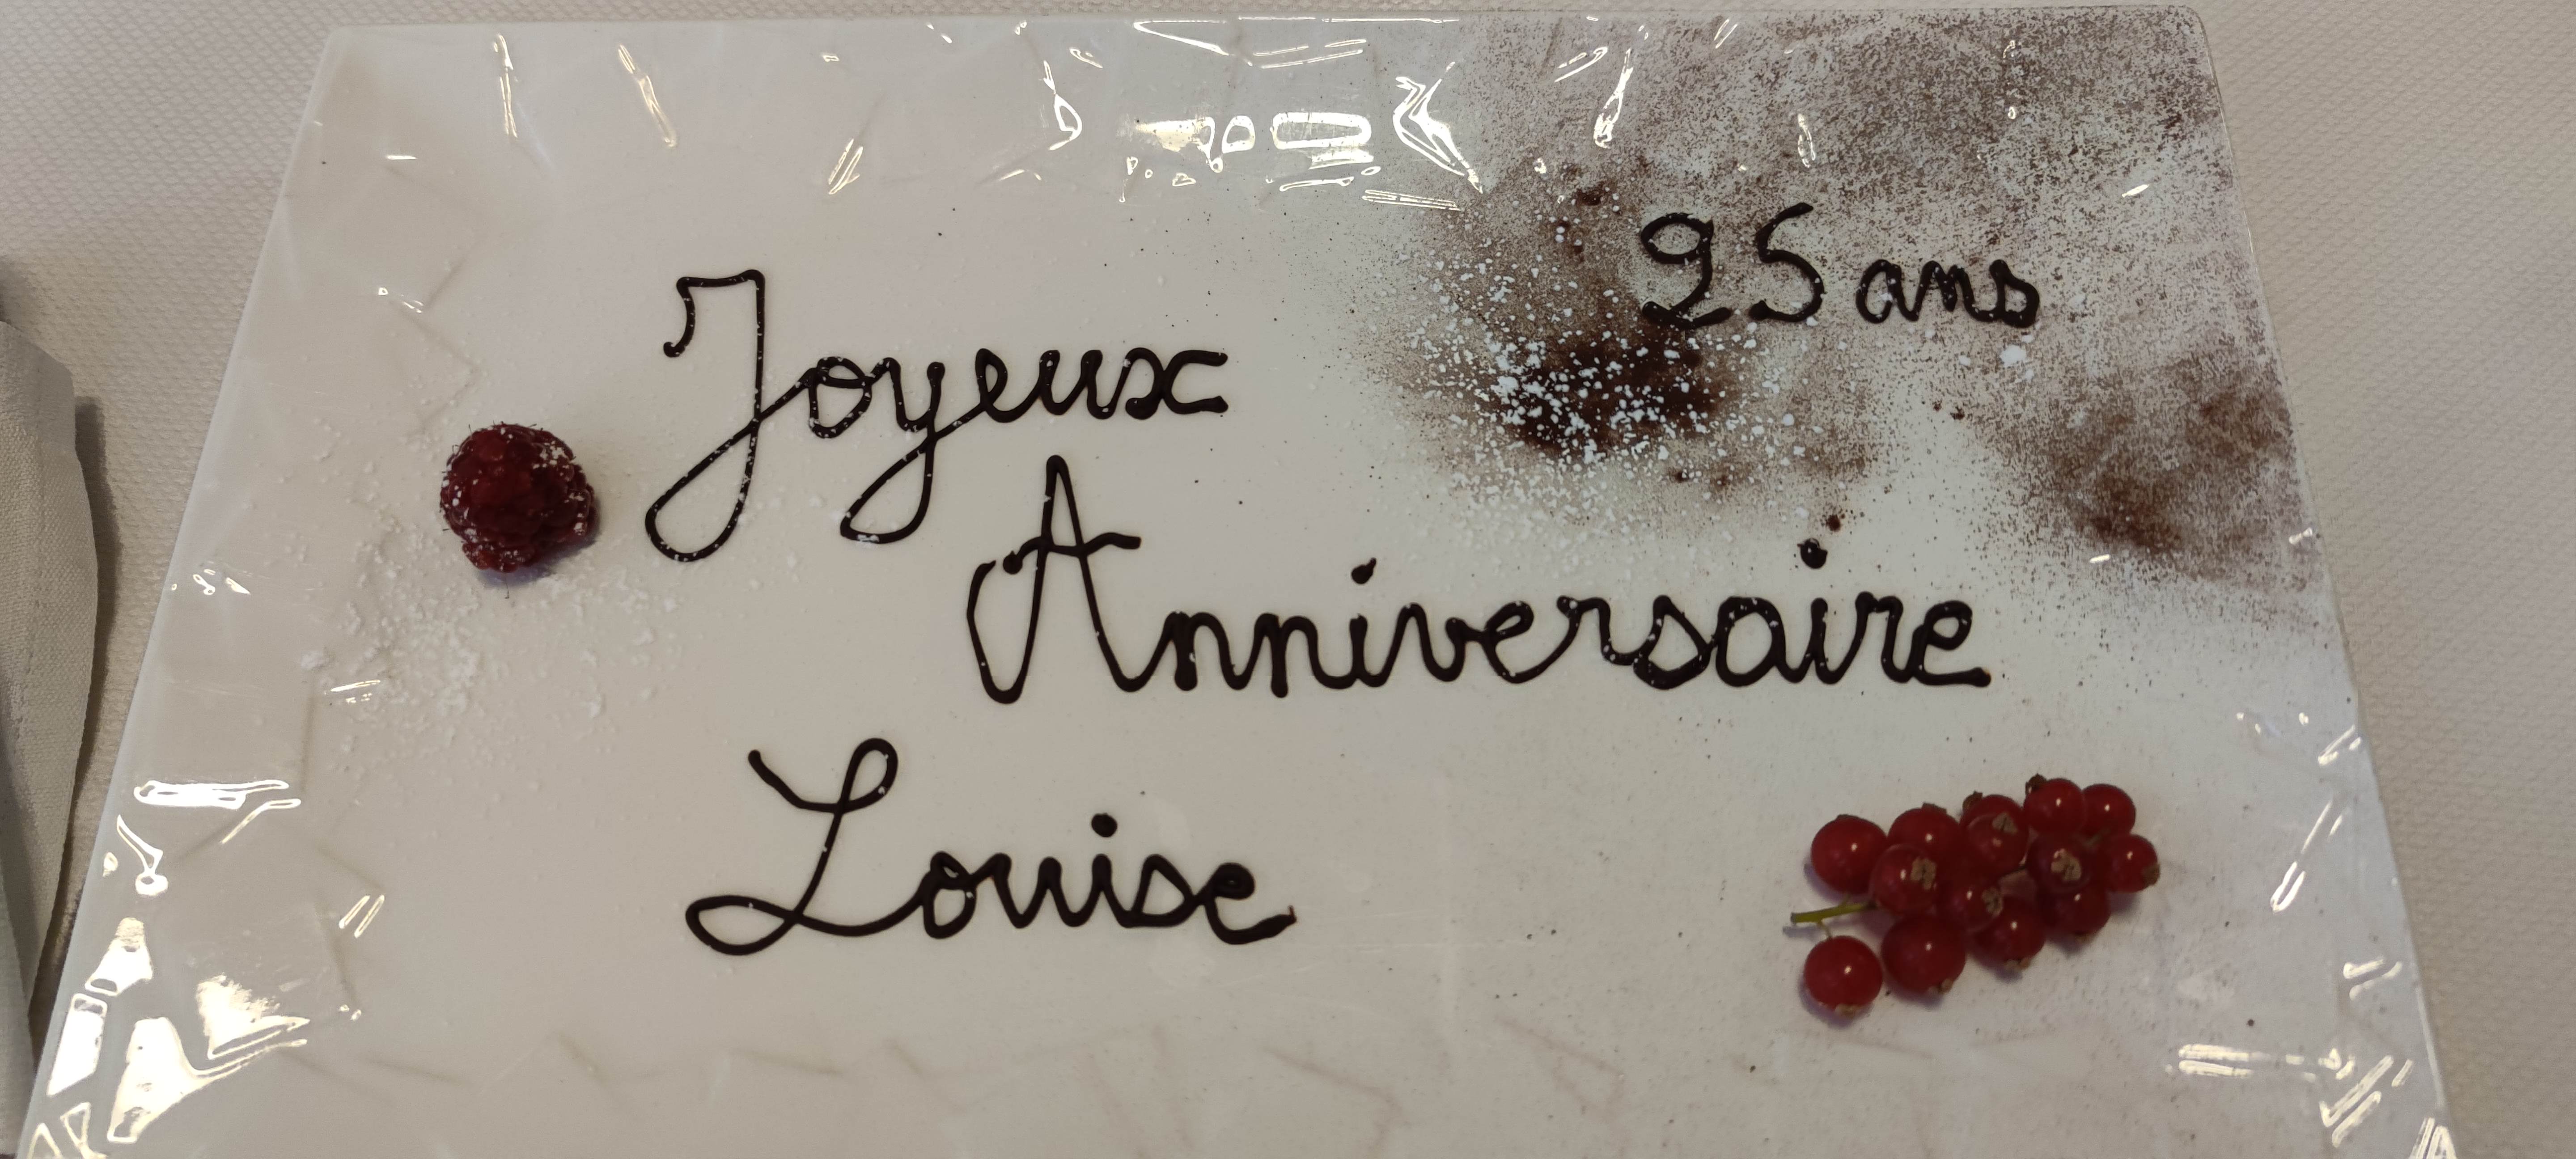 25 ans
Joyeux
Anniversaire
Louise